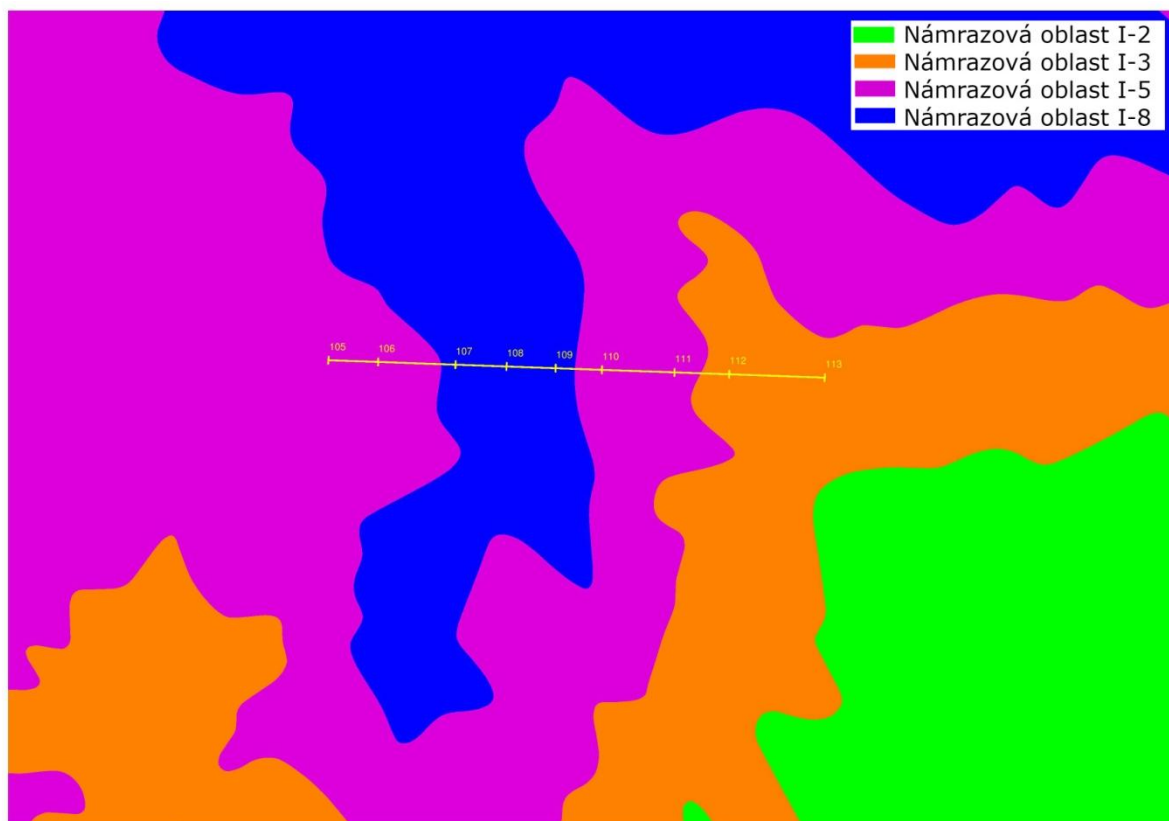 Námrazová oblast I-2
Námrazová oblast I-3
Námrazová oblast I-5
Námrazová oblast I-8
105
106
107
108
109
110
111
112
113